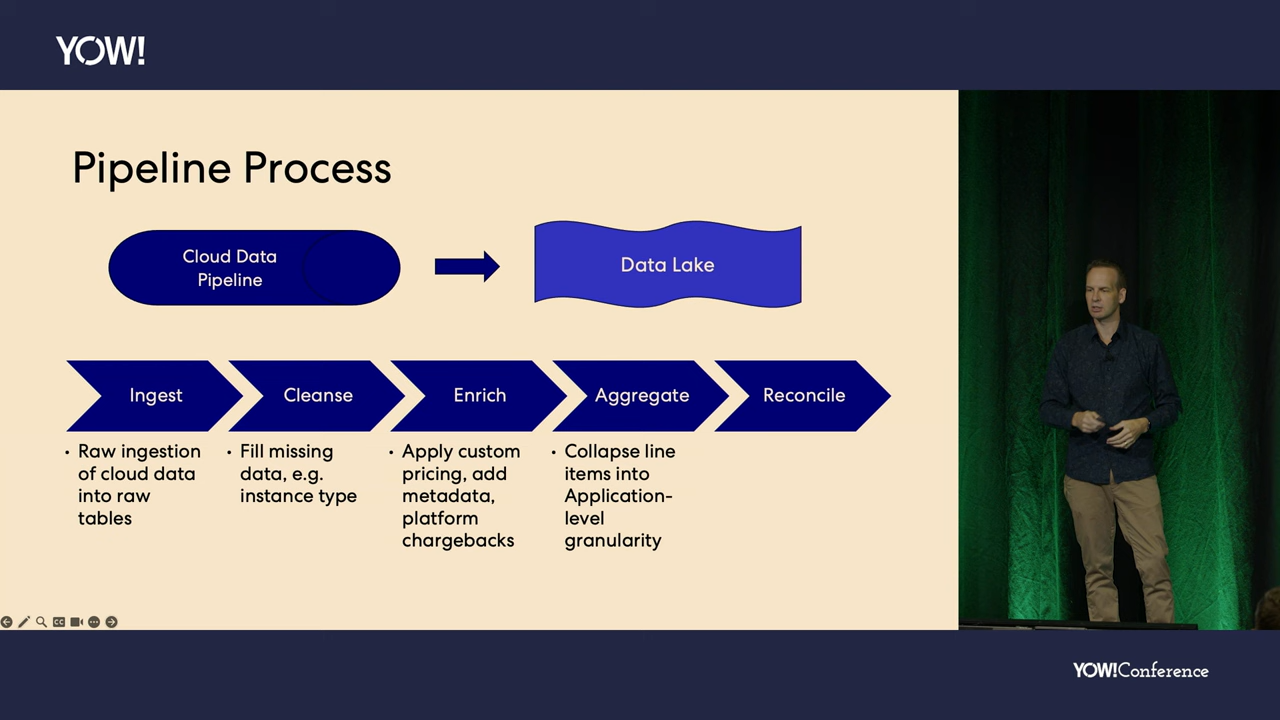 YOW!
Pipeline Process
Cloud Data
Pipeline
Data Lake
Ingest
Cleanse
Enrich
Aggregate
Reconcile
• Raw ingestion
of cloud data
into raw
tables
• Fill missing
data, e.g.
instance type
• Apply custom
pricing, add
metadata,
platform
chargebacks
• Collapse line
items into
Application-
level
granularity
CC
YOW!Conference